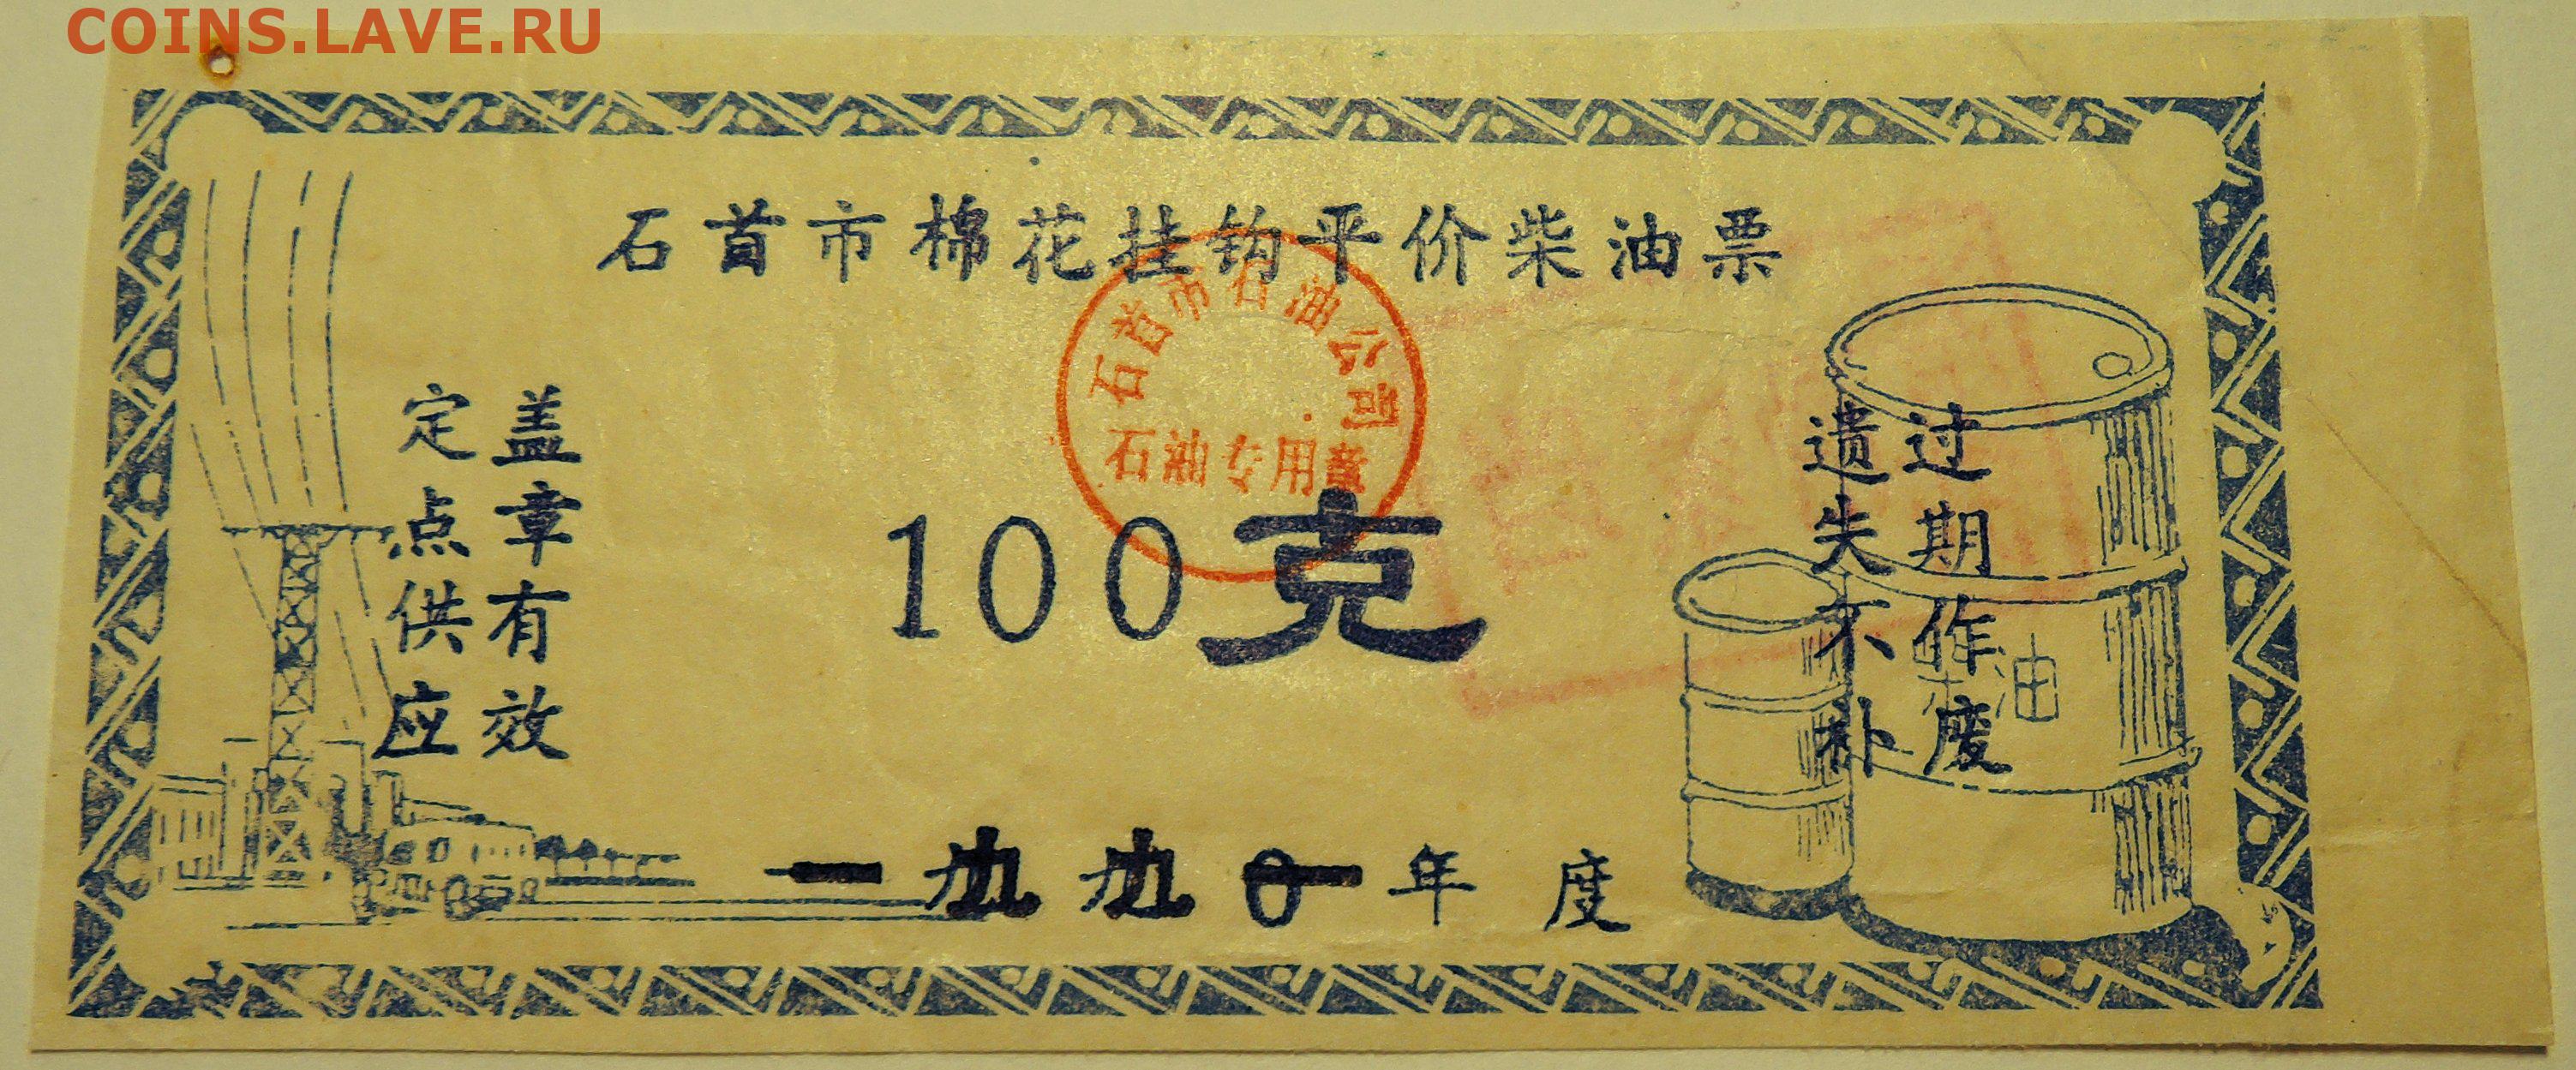 COINS.LAVE.RU
石首市棉花挂钩平价柴油票
石首市石油公司
石油专用章
盖章有效
定点供应
100克
过期作废
遗失不补
油
一九九一年度